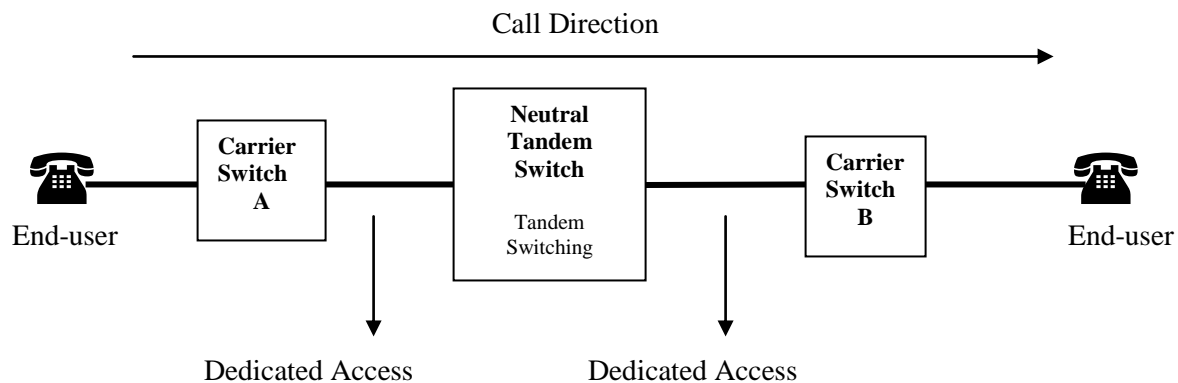 Call Direction
Carrier
Switch
A
Neutral
Tandem
Switch
Tandem
Switching
Carrier
Switch
B
End-user
End-user
Dedicated Access
Dedicated Access